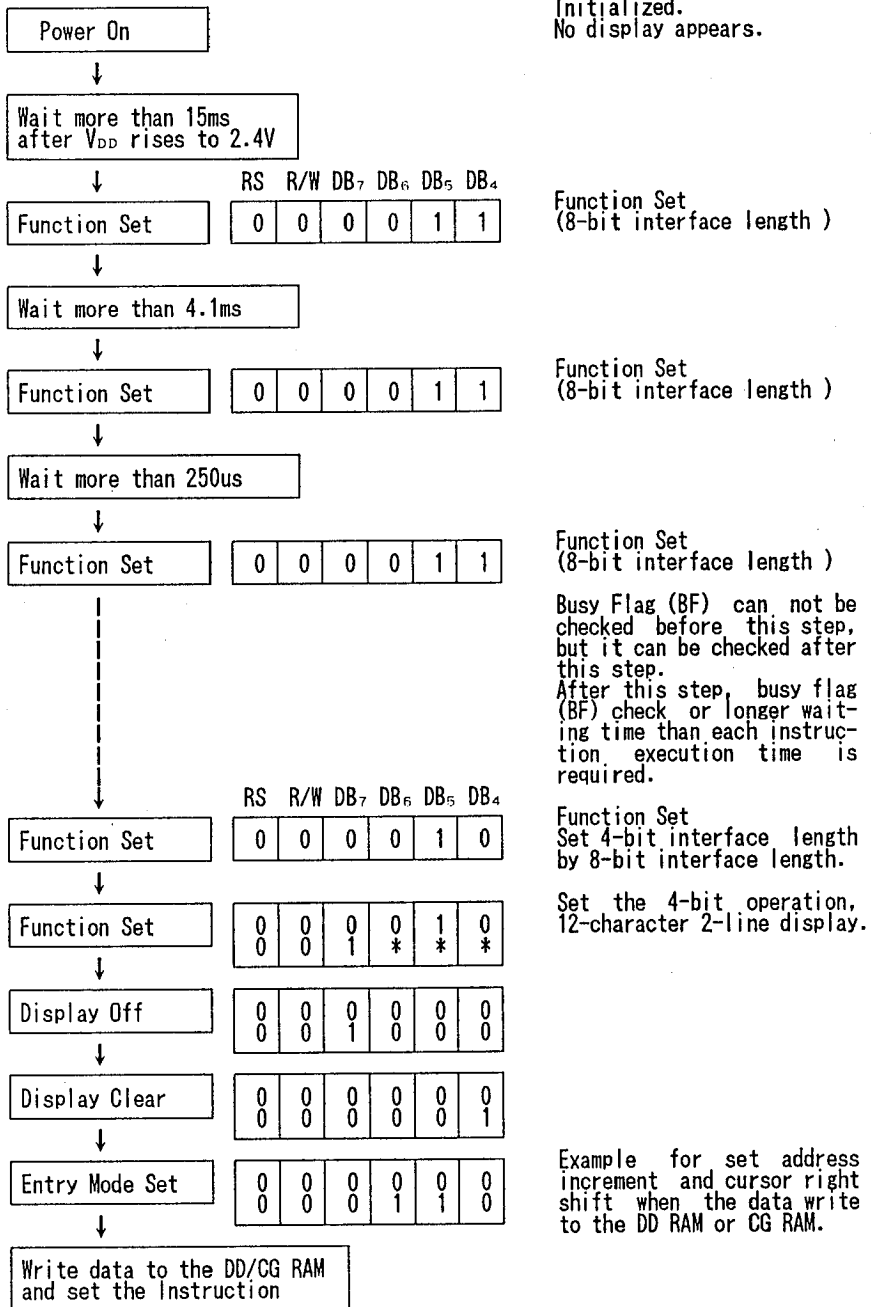 Initialized.
Power On
No display appears.
Wait more than 15ms
after VDD rises to 2.4V
RS R/W DB7 DB6 DB5 DB4
Function Set 0 0 0 0 1 1
Function Set
(8-bit interface length )
Wait more than 4.1ms
Function Set 0 0 0 0 1 1
Function Set
(8-bit interface length )
Wait more than 250us
Function Set 0 0 0 0 1 1
Function Set
(8-bit interface length )
Busy Flag (BF) can not be
checked before this step,
but it can be checked after
this step.
After this step, busy flag
(BF) check or longer wait-
ing time than each instruc-
tion execution time is
required.
RS R/W DB7 DB6 DB5 DB4
Function Set 0 0 0 0 1 0
Function Set
Set 4-bit interface length
by 8-bit interface length.
Function Set
0 0 0 0 1 0
0 0 1 * * *
Set the 4-bit operation,
12-character 2-line display.
Display Off
0 0 0 0 0 0
0 0 1 0 0 0
Display Clear
0 0 0 0 0 0
0 0 0 0 0 1
Entry Mode Set
0 0 0 0 0 0
0 0 0 1 1 0
Example for set address
increment and cursor right
shift when the data write
to the DD RAM or CG RAM.
Write data to the DD/CG RAM
and set the Instruction